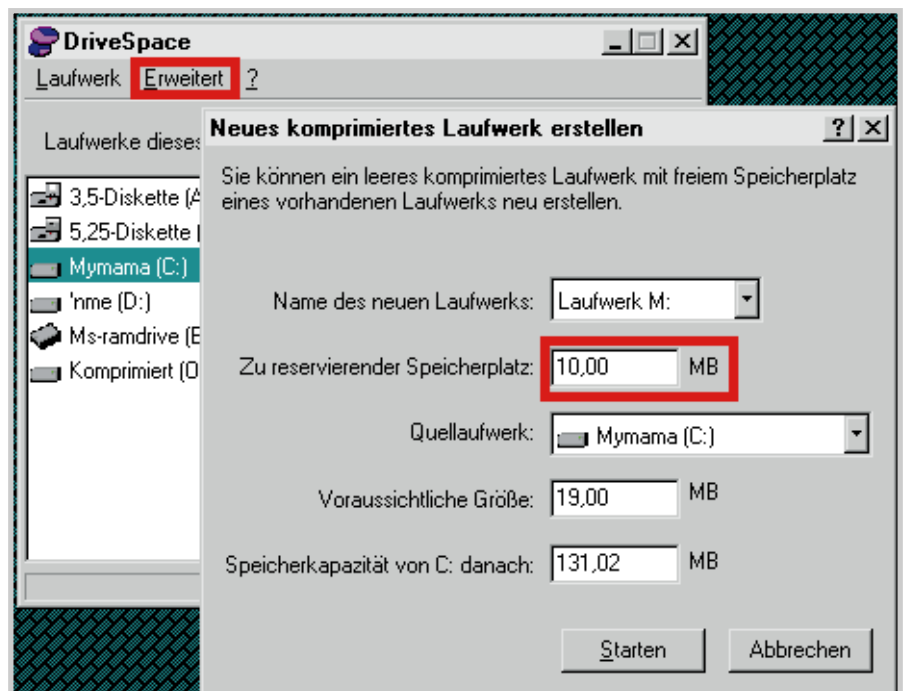 DriveSpace
Laufwerk Erweitert ?
Laufwerke dieses
3,5-Diskette (A
5,25-Diskette (
Mymama (C:)
'nme (D:)
Ms-ramdrive (E
Komprimiert (O
Neues komprimiertes Laufwerk erstellen
Sie können ein leeres komprimiertes Laufwerk mit freiem Speicherplatz
eines vorhandenen Laufwerks neu erstellen.
Name des neuen Laufwerks: Laufwerk M:
Zu reservierender Speicherplatz: 10,00 MB
Quellaufwerk: Mymama (C:)
Voraussichtliche Größe: 19,00 MB
Speicherkapazität von C: danach: 131,02 MB
Starten Abbrechen